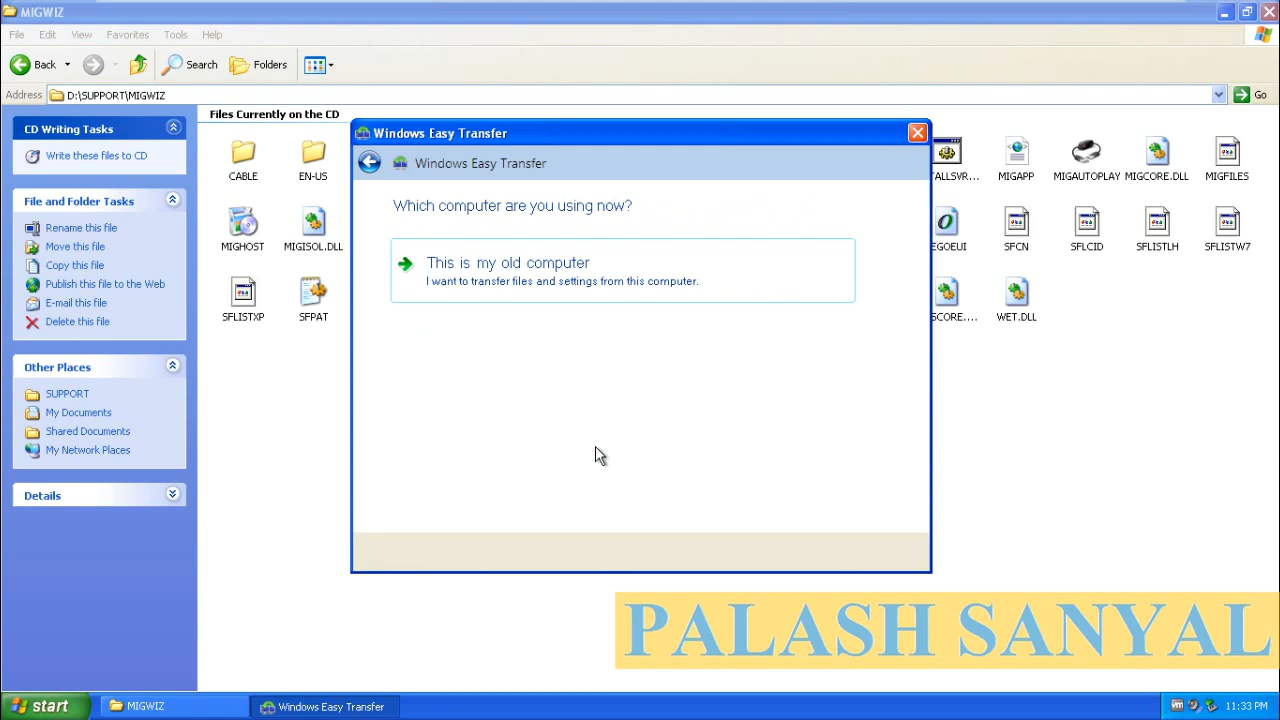 MIGWIZ
File Edit View Favorites Tools Help
Back Search Folders
Address D:\SUPPORT\MIGWIZ Go
CD Writing Tasks
Write these files to CD
File and Folder Tasks
Rename this file
Move this file
Copy this file
Publish this file to the Web
E-mail this file
Delete this file
Other Places
SUPPORT
My Documents
Shared Documents
My Network Places
Details
Files Currently on the CD
CABLE EN-US TALLSVR... MIGAPP MIGAUTOPLAY MIGCORE.DLL MIGFILES
MIGHOST MIGISOL.DLL EGOEUI SFCN SFLCID SFLISTLH SFLISTW7
SFLISTXP SFPAT SCORE.... WET.DLL
Windows Easy Transfer
Windows Easy Transfer
Which computer are you using now?
This is my old computer
I want to transfer files and settings from this computer.
PALASH SANYAL
start MIGWIZ Windows Easy Transfer 11:33 PM